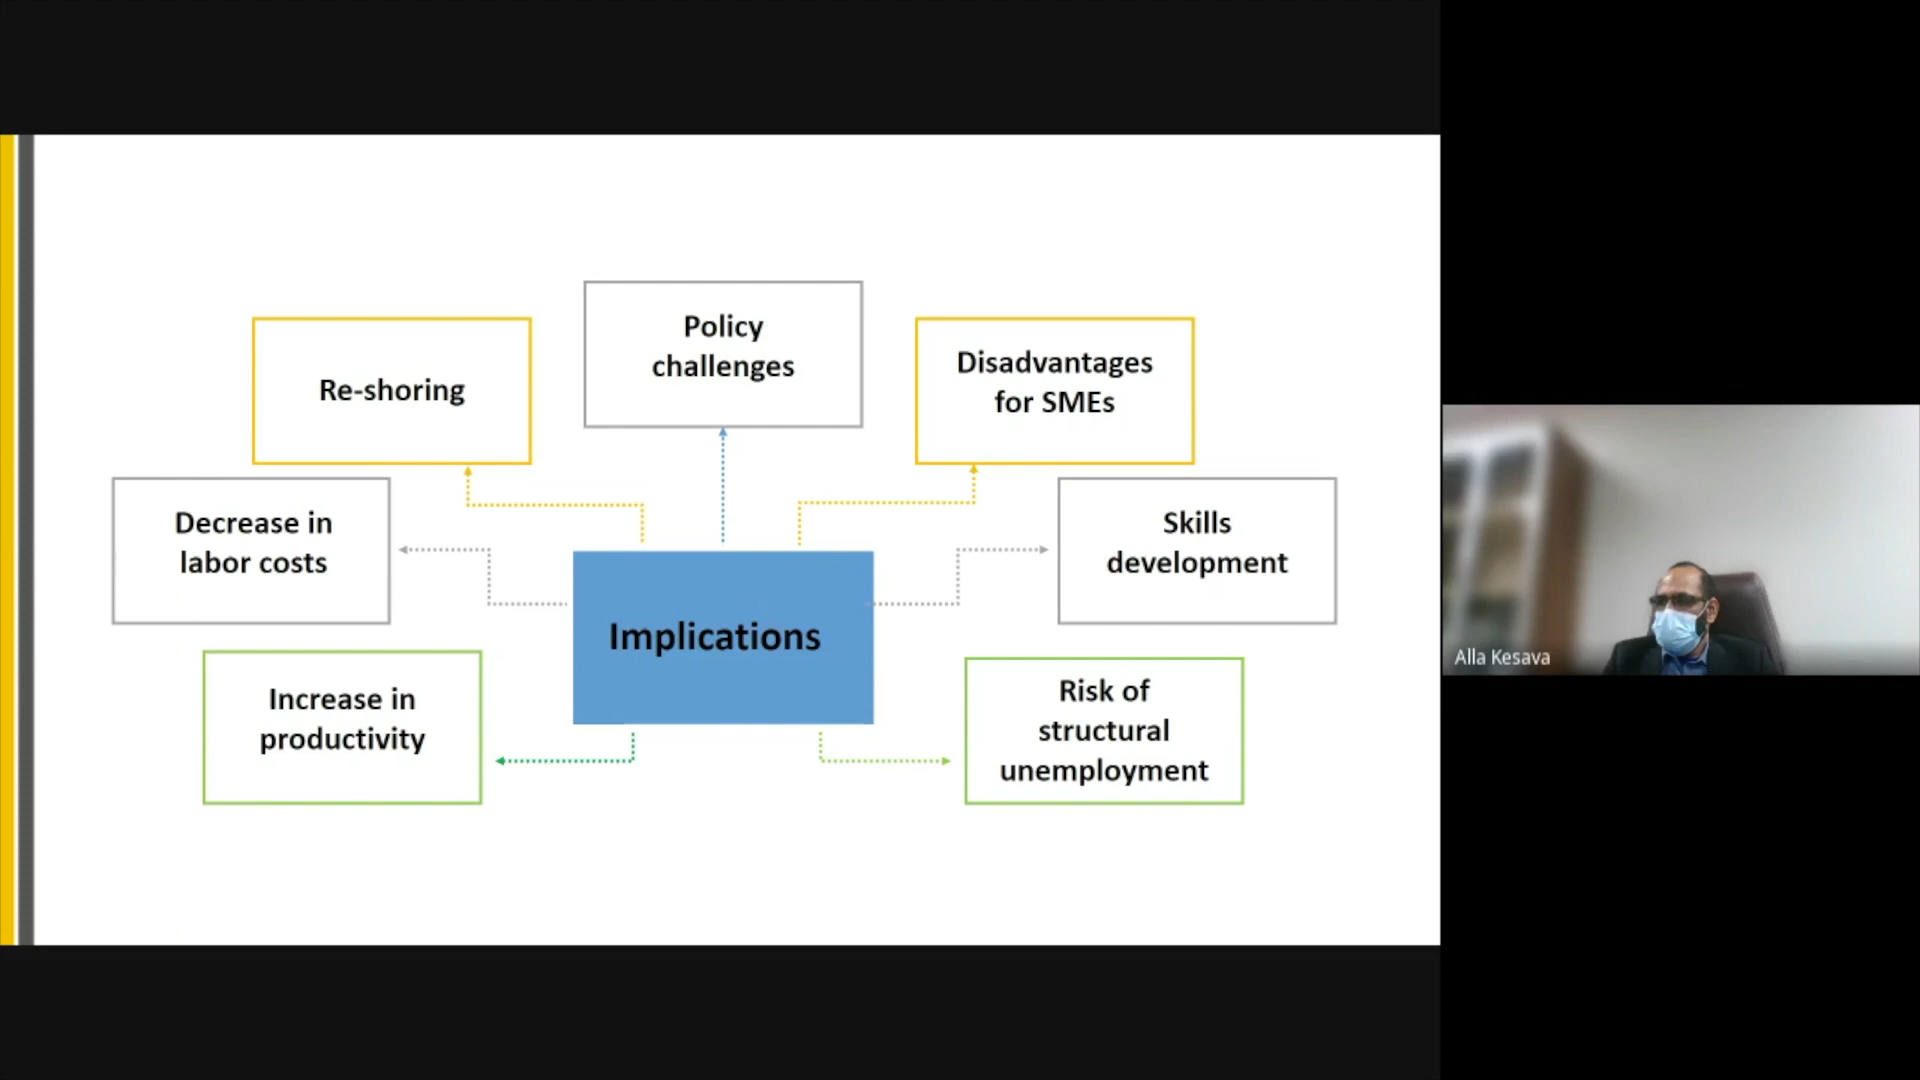 Policy
challenges
Re-shoring
Disadvantages
for SMEs
Decrease in
labor costs
Skills
development
Implications
Increase in
productivity
Risk of
structural
unemployment
Alla Kesava